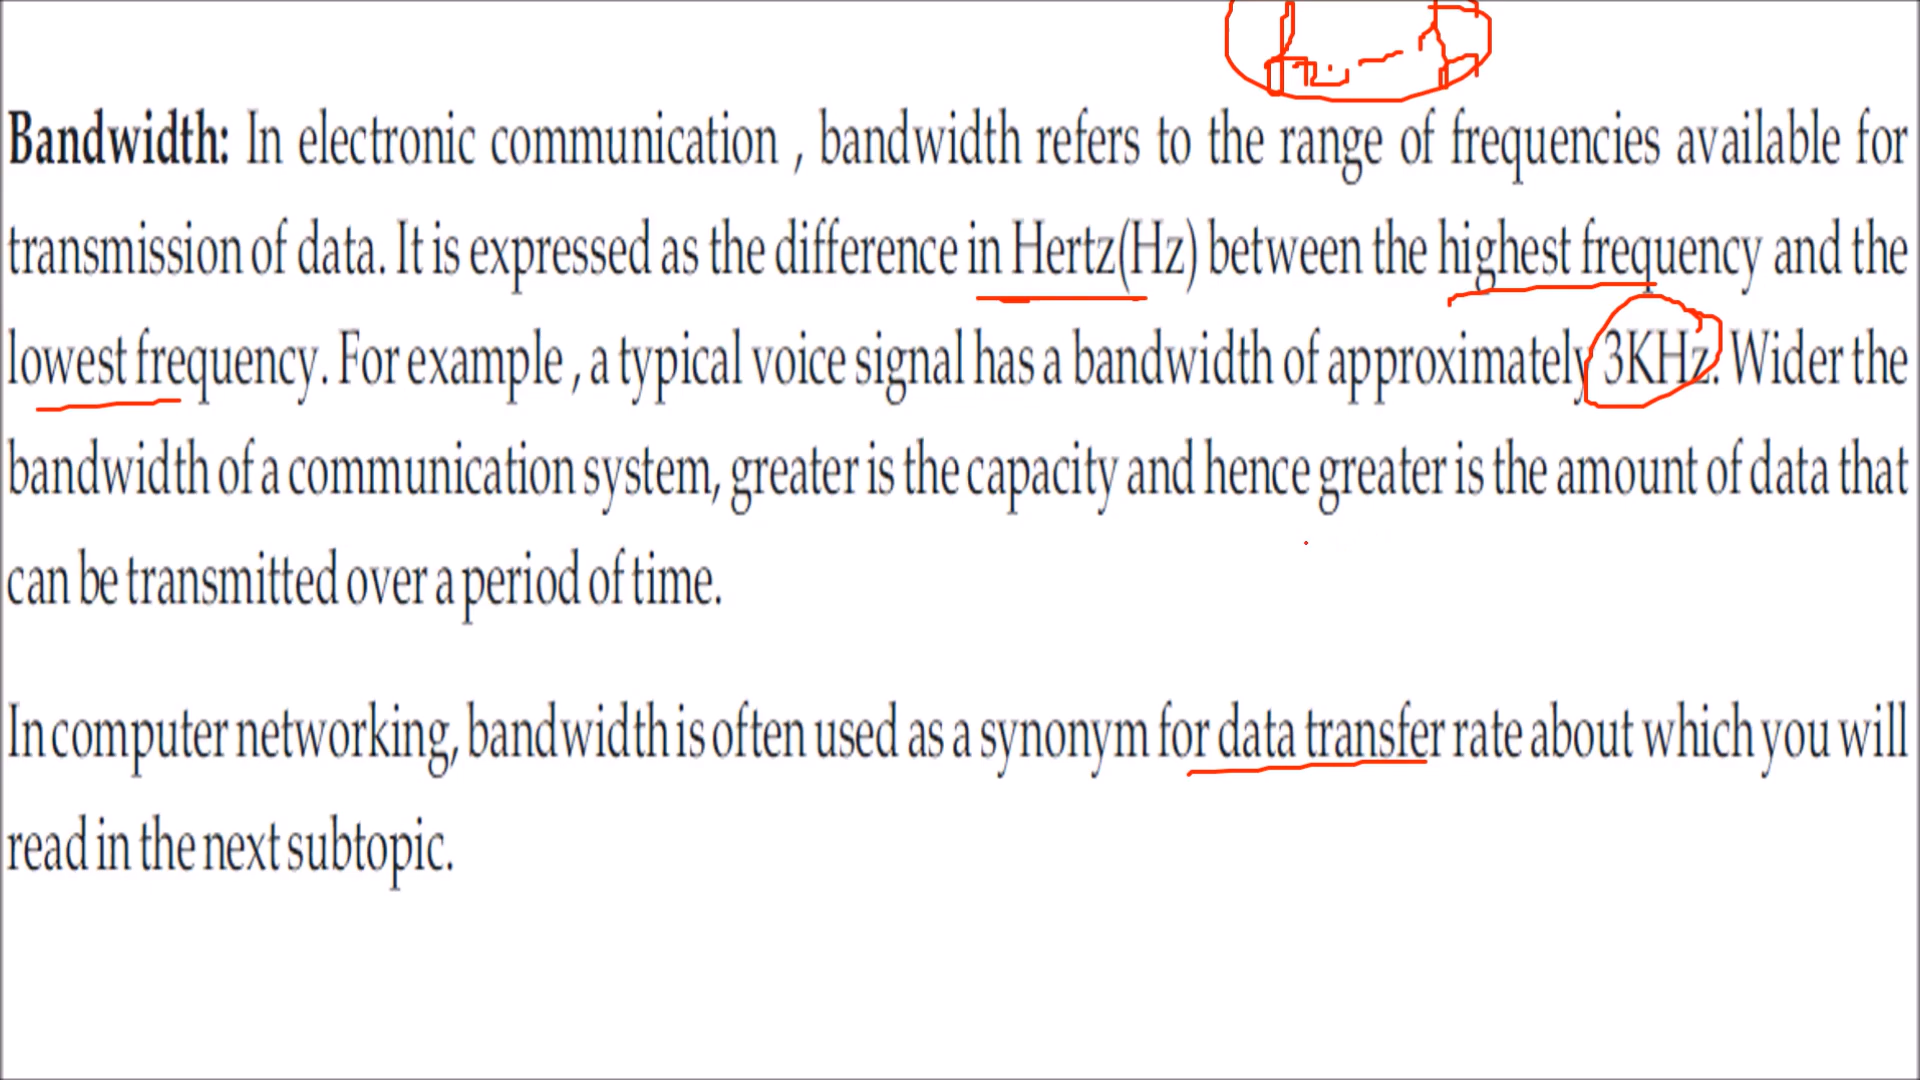 Bandwidth: In electronic communication , bandwidth refers to the range of frequencies available for
transmission of data. It is expressed as the difference in Hertz(Hz) between the highest frequency and the
lowest frequency. For example , a typical voice signal has a bandwidth of approximately 3KHz. Wider the
bandwidth of a communication system, greater is the capacity and hence greater is the amount of data that
can be transmitted over a period of time.
In computer networking, bandwidth is often used as a synonym for data transfer rate about which you will
read in the next subtopic.